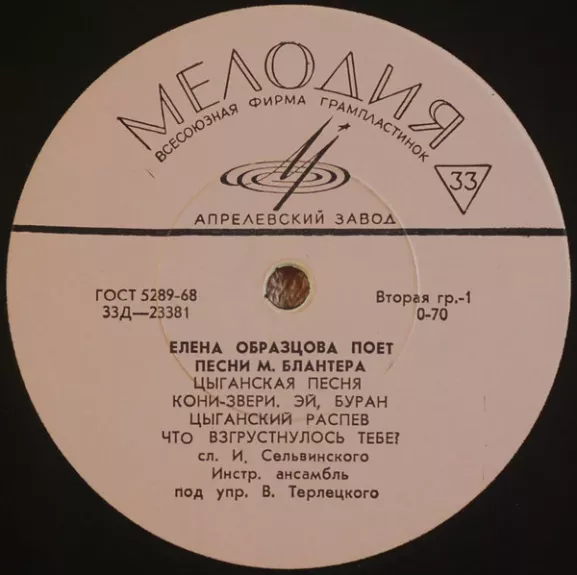 МЕЛОДИЯ
ВСЕСОЮЗНАЯ ФИРМА ГРАМПЛАСТИНОК
33
АПРЕЛЕВСКИЙ ЗАВОД
ГОСТ 5289-68
Вторая гр.-1
33Д—23381
0-70
ЕЛЕНА ОБРАЗЦОВА ПОЕТ
ПЕСНИ М. БЛАНТЕРА
ЦЫГАНСКАЯ ПЕСНЯ
КОНИ-ЗВЕРИ. ЭЙ, БУРАН
ЦЫГАНСКИЙ РАСПЕВ
ЧТО ВЗГРУСТНУЛОСЬ ТЕБЕ?
сл. И. Сельвинского
Инстр. ансамбль
под упр. В. Терлецкого